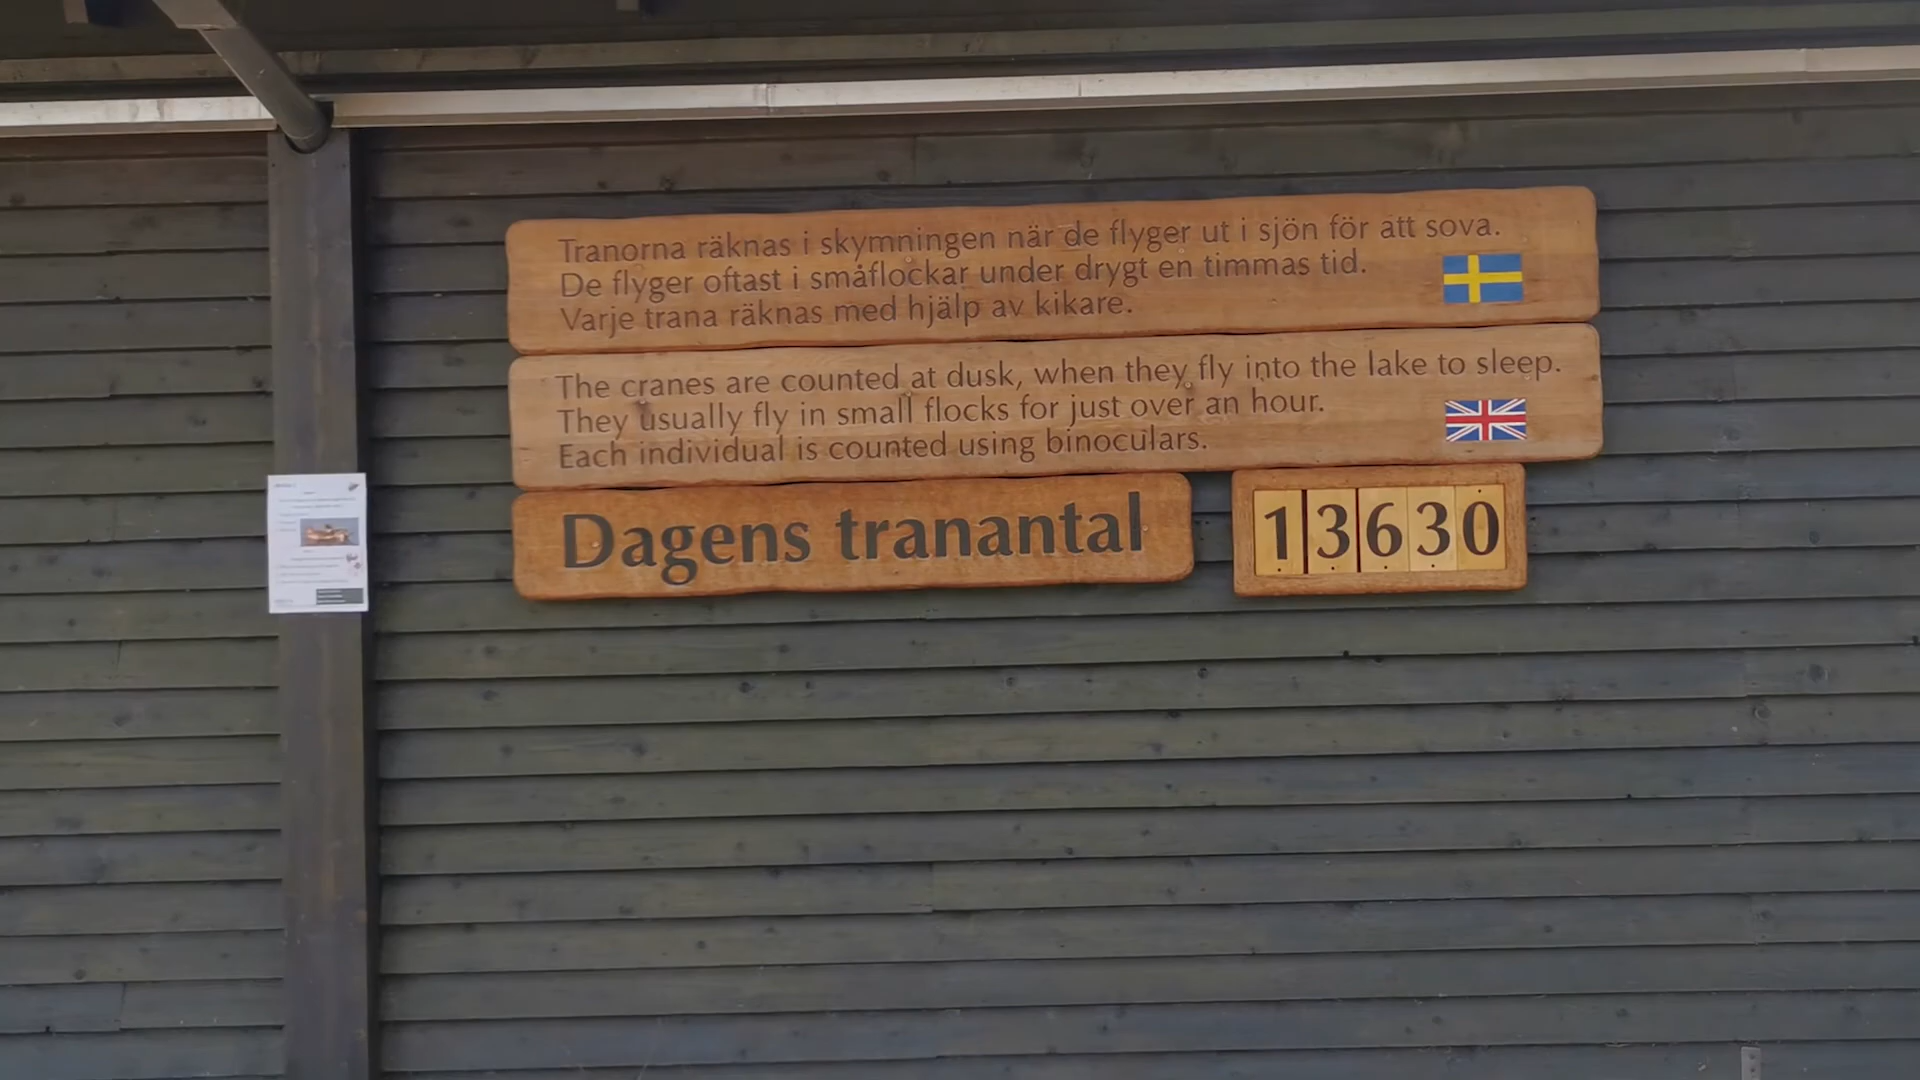 Tranorna räknas i skymningen när de flyger ut i sjön för att sova.
De flyger oftast i småflockar under drygt en timmas tid.
Varje trana räknas med hjälp av kikare.
The cranes are counted at dusk, when they fly into the lake to sleep.
They usually fly in small flocks for just over an hour.
Each individual is counted using binoculars.
Dagens tranantal
13630